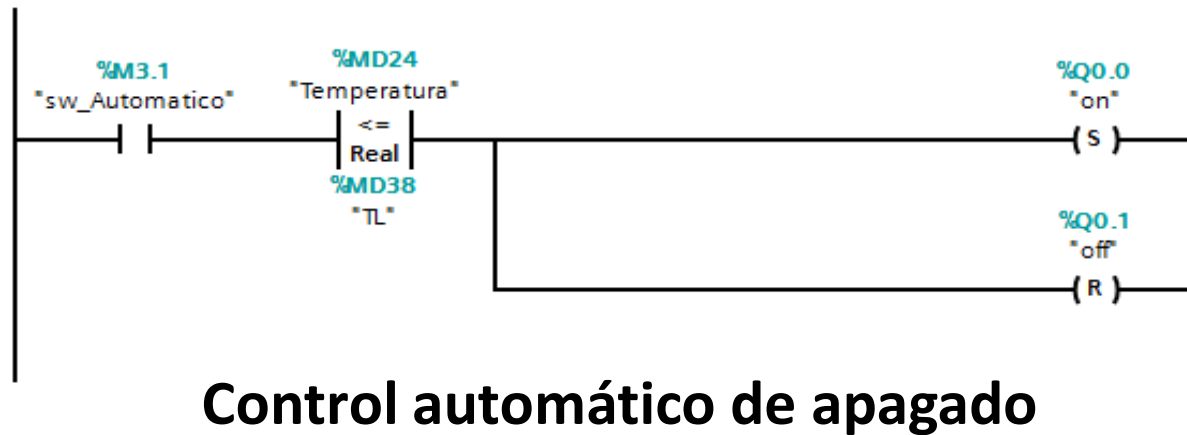 %M3.1
"sw_Automatico"
%MD24
"Temperatura"
<=
Real
%MD38
"TL"
%Q0.0
"on"
S
%Q0.1
"off"
R
Control automático de apagado